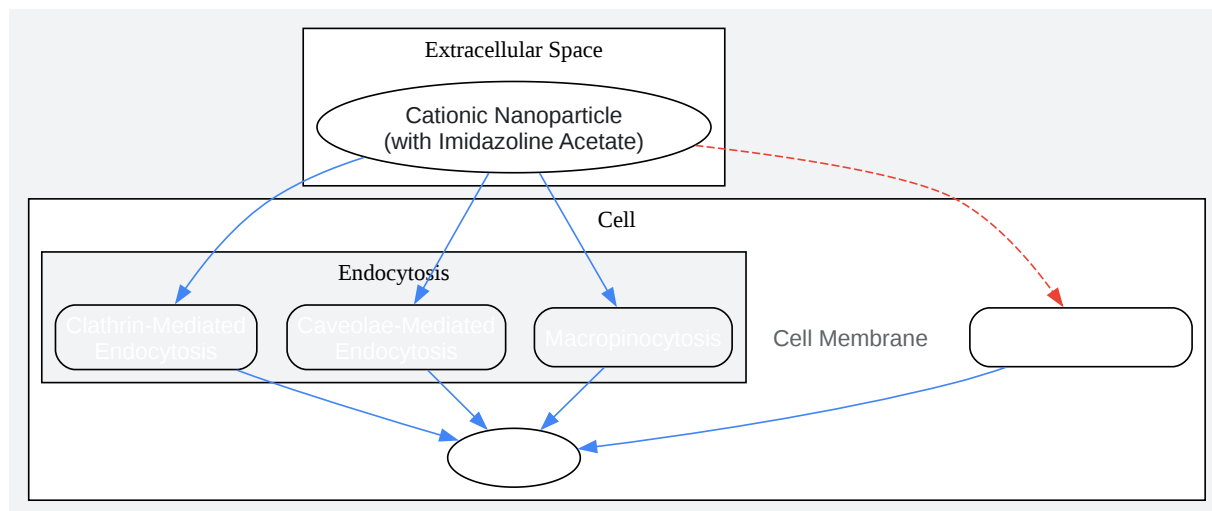 Extracellular Space
Cationic Nanoparticle
(with Imidazoline Acetate)
Cell
Endocytosis
Clathrin-Mediated
Endocytosis
Caveolae-Mediated
Endocytosis
Macropinocytosis
Cell Membrane